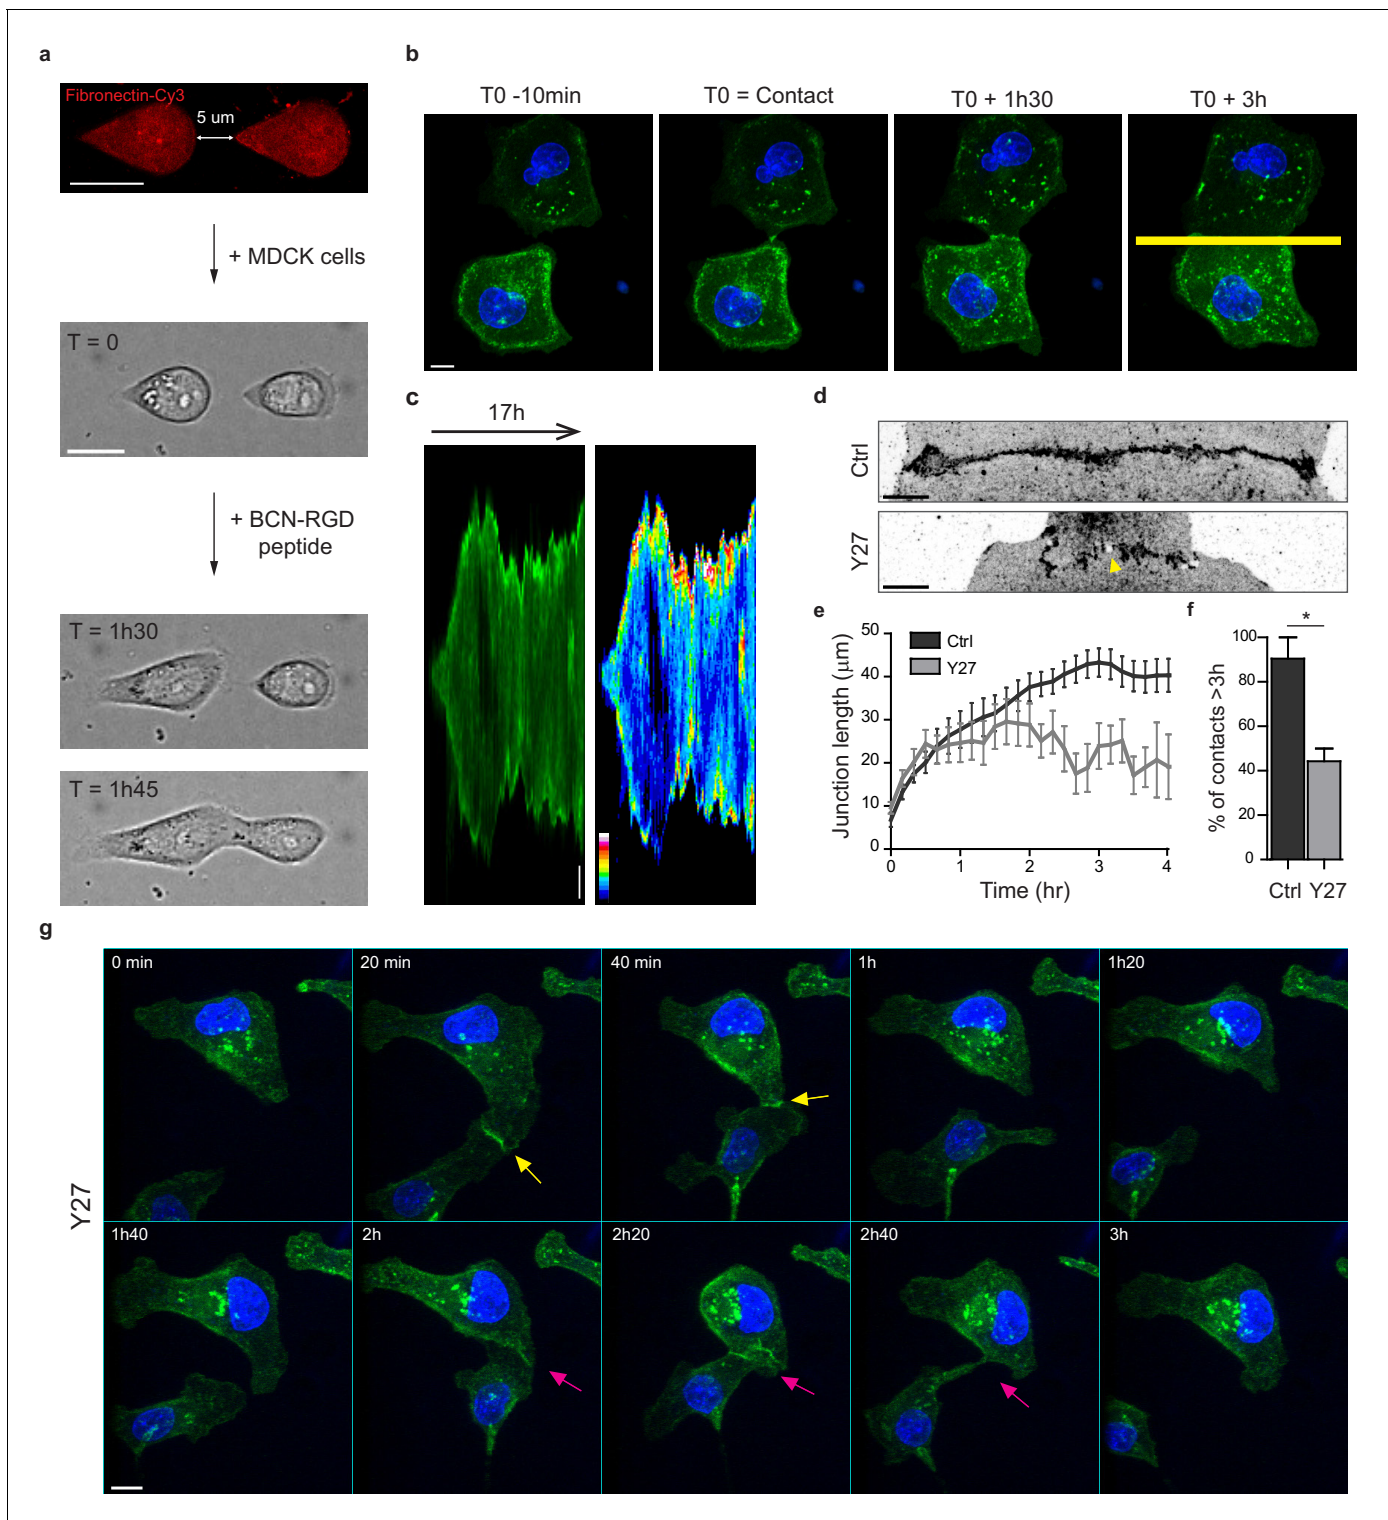 a
Fibronectin-Cy3
5 um
+ MDCK cells
T = 0
+ BCN-RGD
peptide
T = 1h30
T = 1h45
b
T0 -10min
T0 = Contact
T0 + 1h30
T0 + 3h
c
17h
d
Ctrl
Y27
e
50
40
30
20
10
0
Junction length (μm)
Ctrl
Y27
0 1 2 3 4
Time (hr)
f
*
100
80
60
40
20
0
% of contacts >3h
Ctrl Y27
g
Y27
0 min
20 min
40 min
1h
1h20
1h40
2h
2h20
2h40
3h